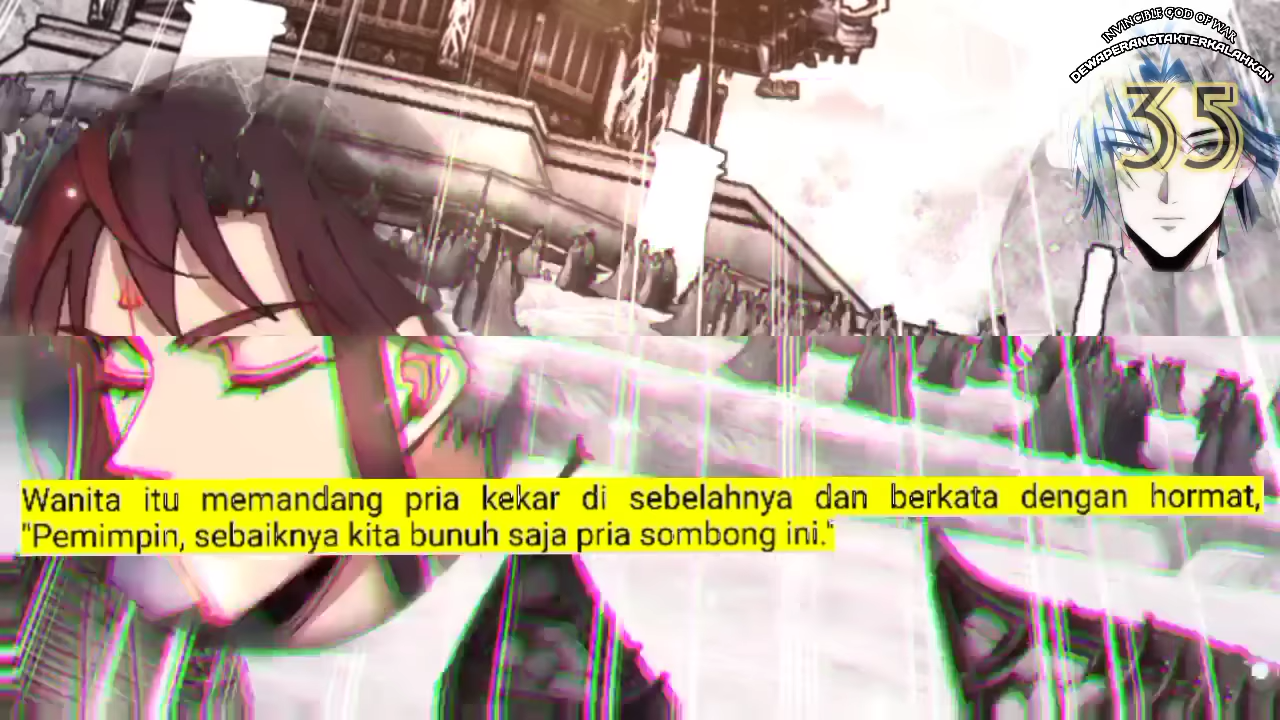 INVINCIBLE GOD OF WAR
DEWAPERANGTAKTERKALAHKAN
35
Wanita itu memandang pria kekar di sebelahnya dan berkata dengan hormat,
"Pemimpin, sebaiknya kita bunuh saja pria sombong ini."